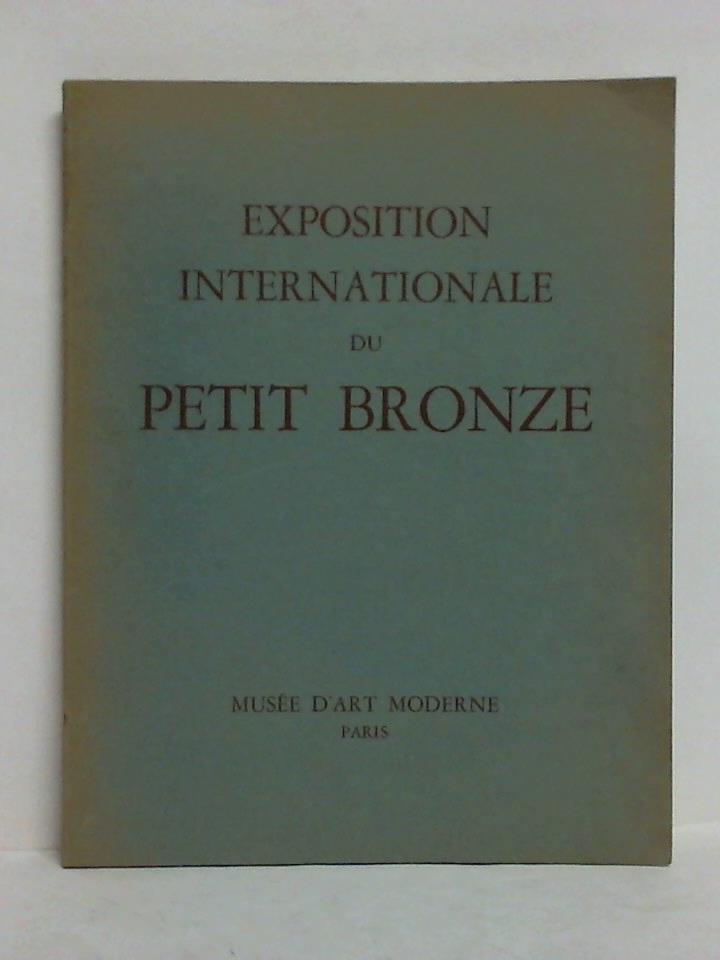 EXPOSITION
INTERNATIONALE
DU
PETIT BRONZE
MUSÉE D'ART MODERNE
PARIS